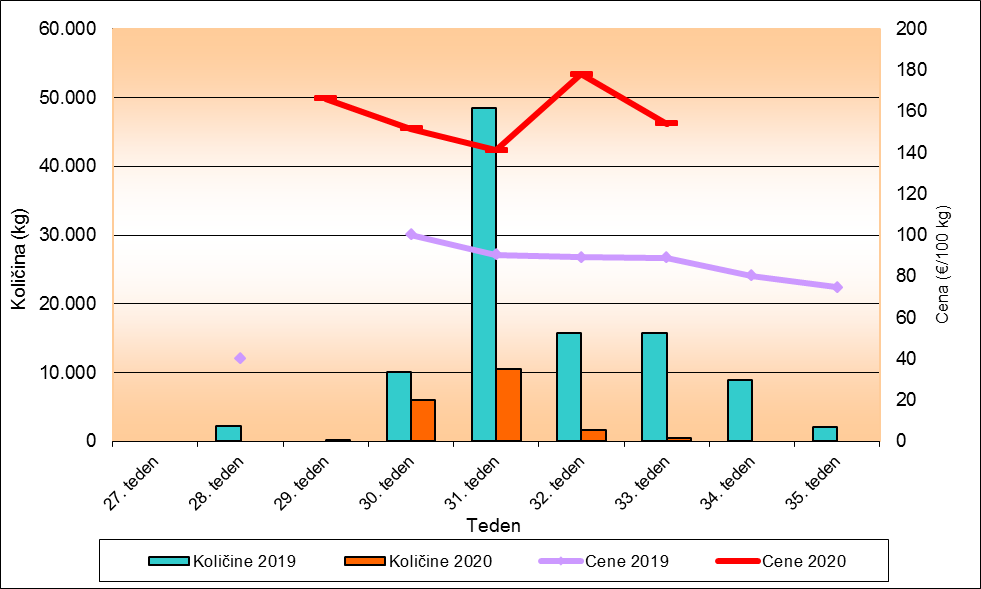 60.000
50.000
40.000
30.000
20.000
10.000
0
Količina (kg)
200
180
160
140
120
100
80
60
40
20
0
Cena (€/100 kg)
27. teden
28. teden
29. teden
30. teden
31. teden
32. teden
33. teden
34. teden
35. teden
Teden
Količine 2019
Količine 2020
Cene 2019
Cene 2020